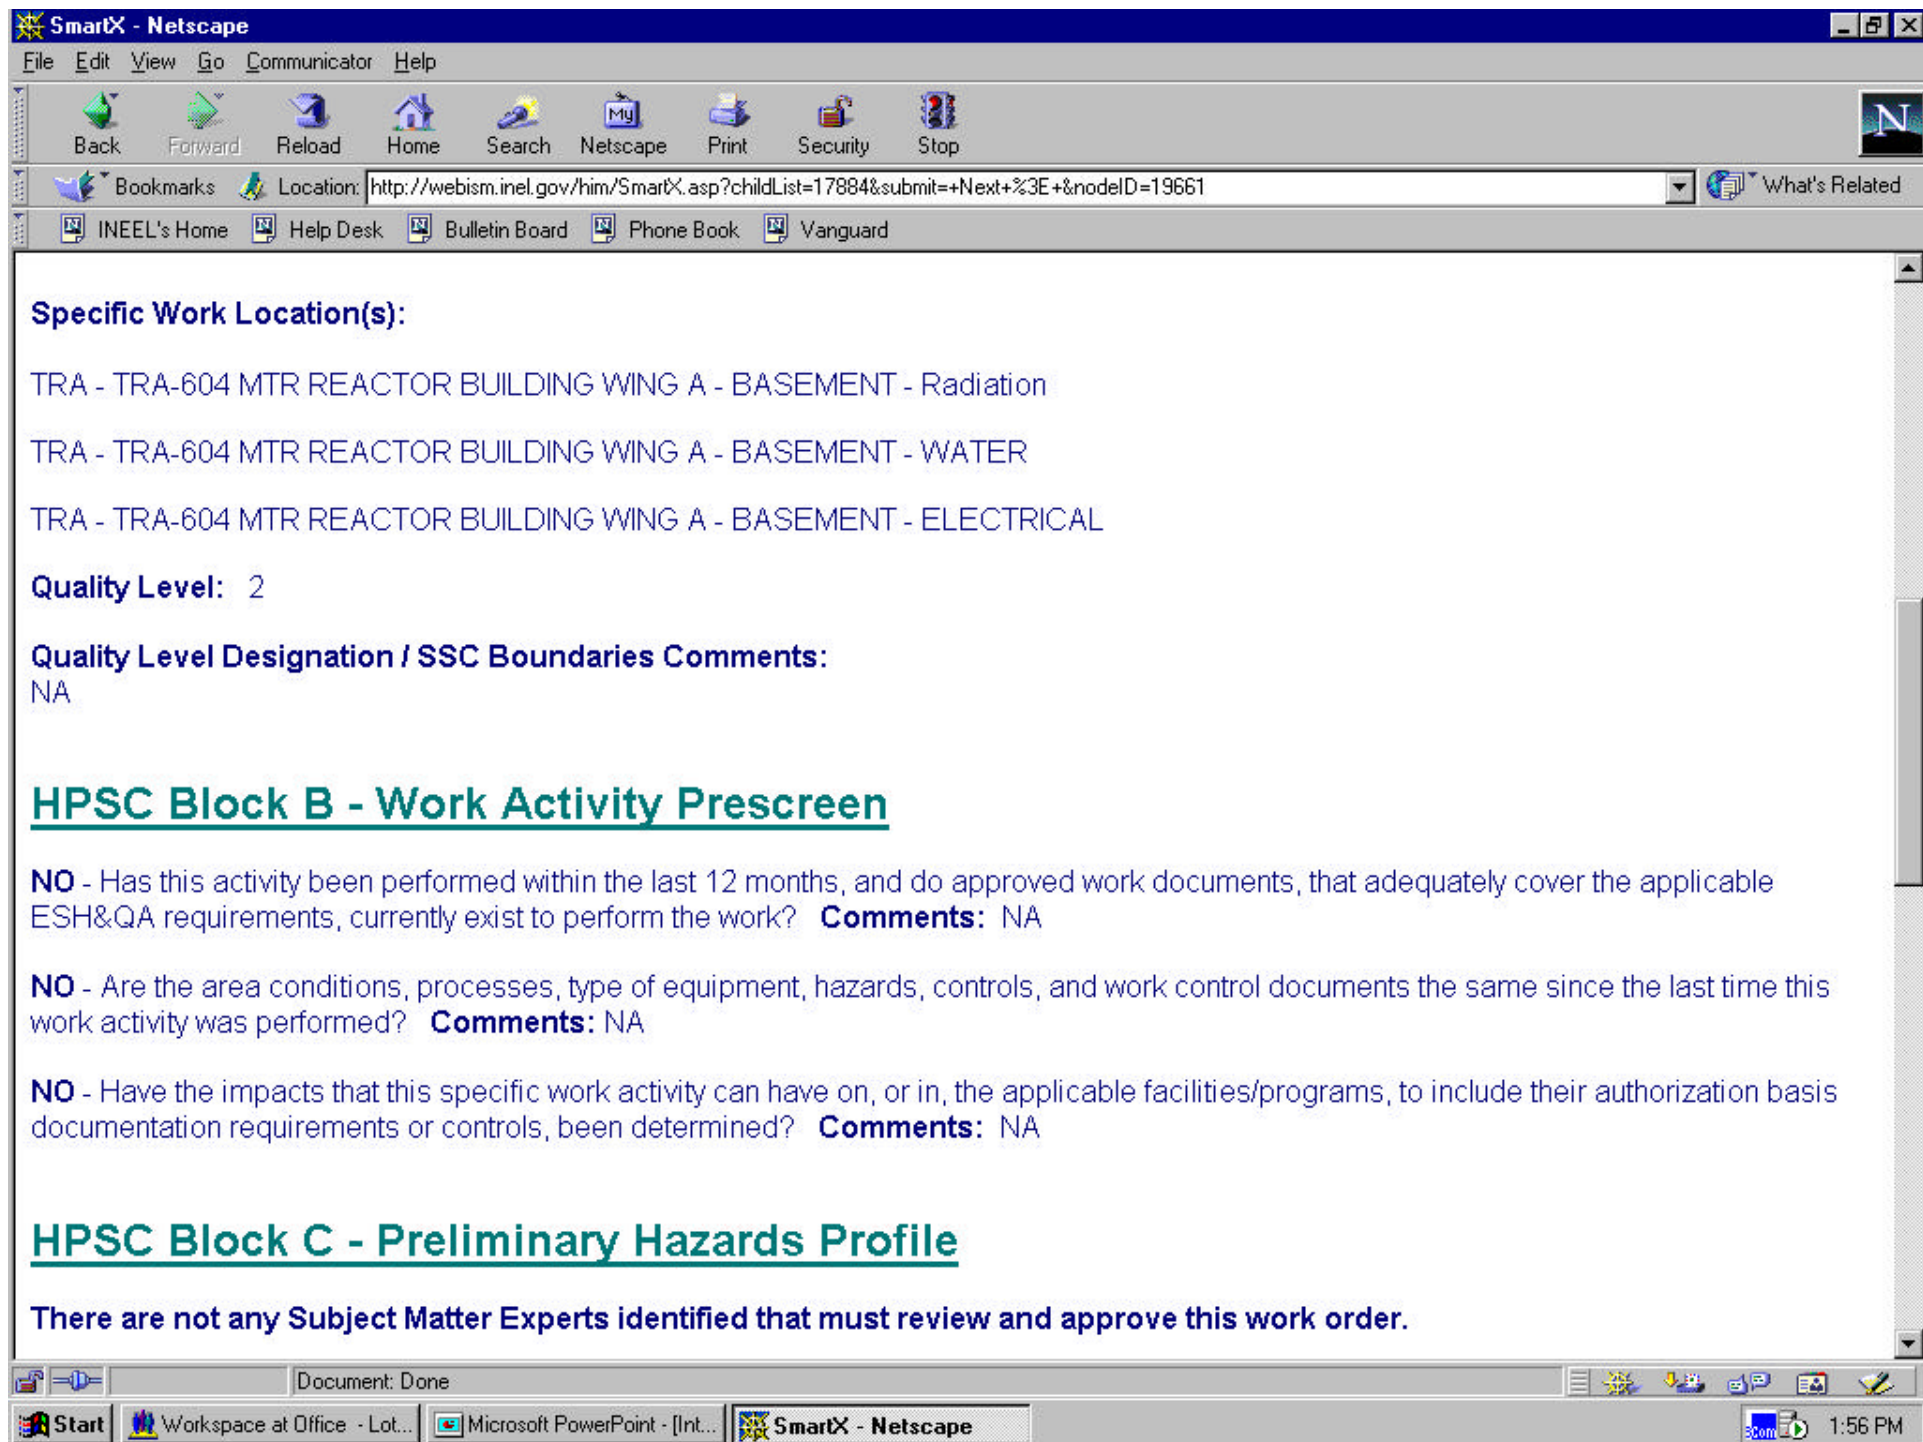 SmartX - Netscape
File Edit View Go Communicator Help
My N
Back Forward Reload Home Search Netscape Print Security Stop
Bookmarks Location: http://webism.inel.gov/him/SmartX.asp?childList=17884&submit=+Next+%3E+&nodeID=19661 What's Related
INEEL's Home Help Desk Bulletin Board Phone Book Vanguard
Specific Work Location(s):
TRA - TRA-604 MTR REACTOR BUILDING WING A - BASEMENT - Radiation
TRA - TRA-604 MTR REACTOR BUILDING WING A - BASEMENT - WATER
TRA - TRA-604 MTR REACTOR BUILDING WING A - BASEMENT - ELECTRICAL
Quality Level: 2
Quality Level Designation / SSC Boundaries Comments:
NA
HPSC Block B - Work Activity Prescreen
NO - Has this activity been performed within the last 12 months, and do approved work documents, that adequately cover the applicable
ESH&QA requirements, currently exist to perform the work? Comments: NA
NO - Are the area conditions, processes, type of equipment, hazards, controls, and work control documents the same since the last time this
work activity was performed? Comments: NA
NO - Have the impacts that this specific work activity can have on, or in, the applicable facilities/programs, to include their authorization basis
documentation requirements or controls, been determined? Comments: NA
HPSC Block C - Preliminary Hazards Profile
There are not any Subject Matter Experts identified that must review and approve this work order.
Document: Done
Start Workspace at Office - Lot... Microsoft PowerPoint - [Int... SmartX - Netscape 3Com 1:56 PM